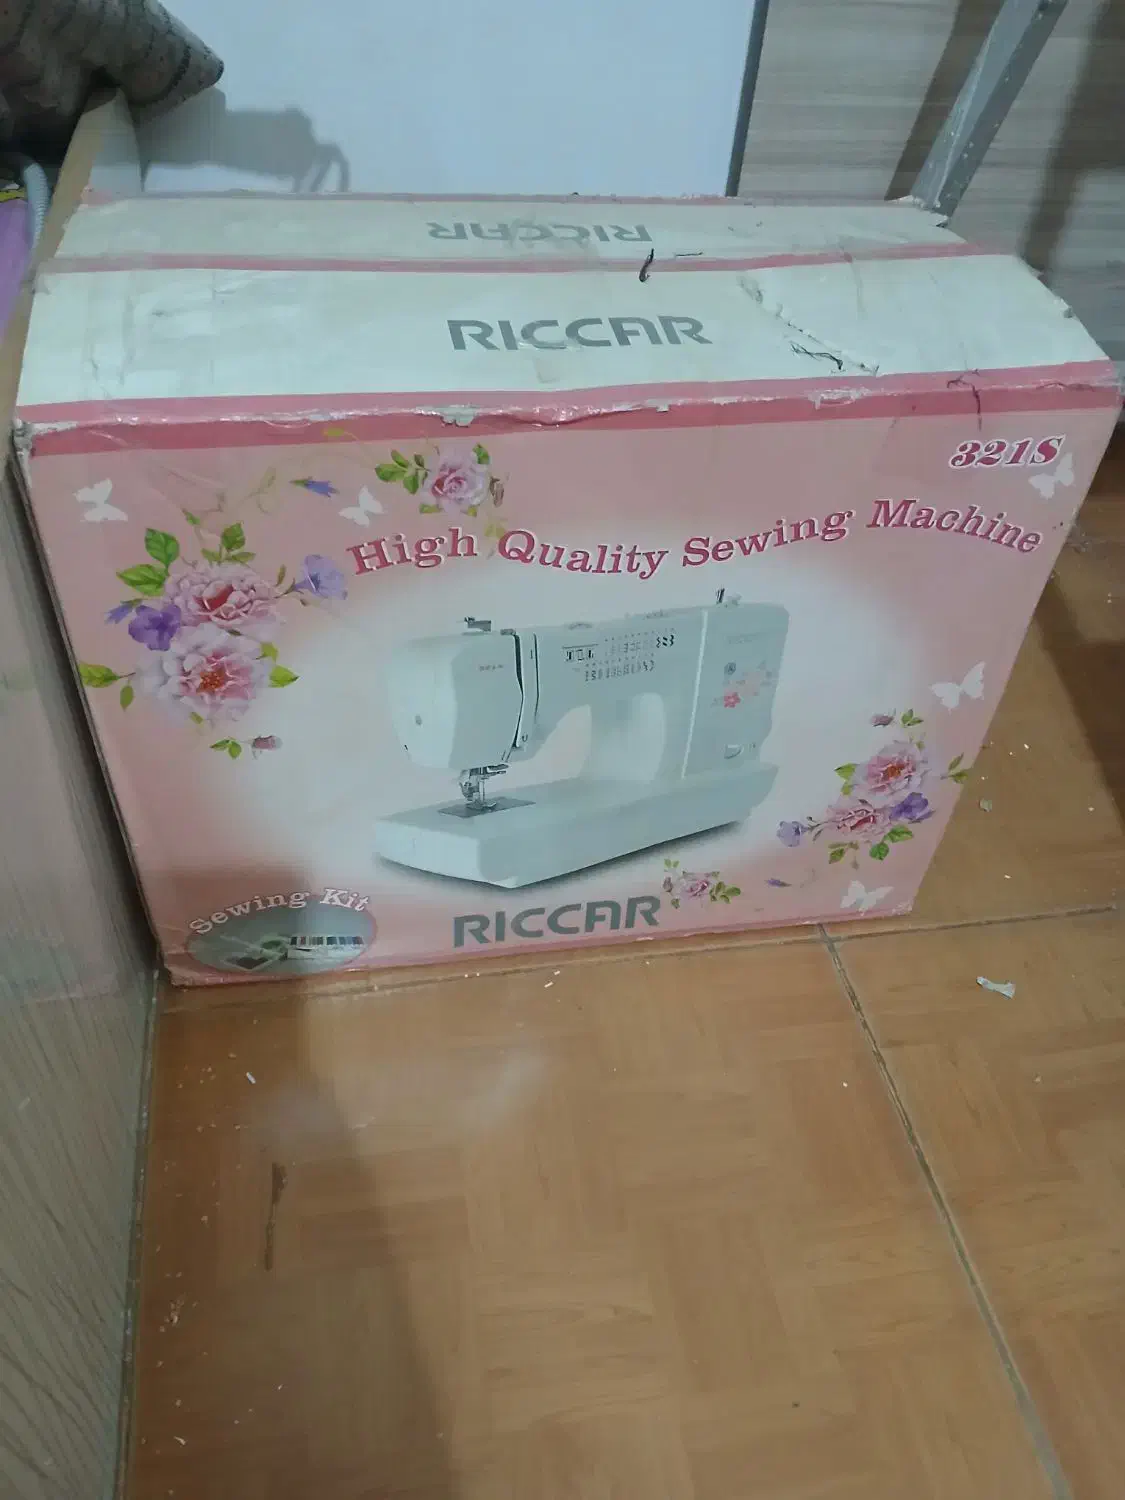 RICCAR
RICCAR
321S
High Quality Sewing Machine
Sewing Kit
RICCAR